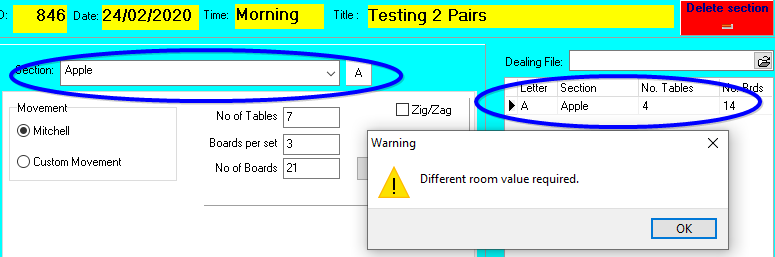 D: 846 Date: 24/02/2020 Time: Morning Title : Testing 2 Pairs Delete section
Section: Apple A
Dealing File:
Letter Section No. Tables No. Brds
A Apple 4 14
Movement
Mitchell
Custom Movement
No of Tables 7
Boards per set 3
No of Boards 21
Zig/Zag
Warning
Different room value required.
OK